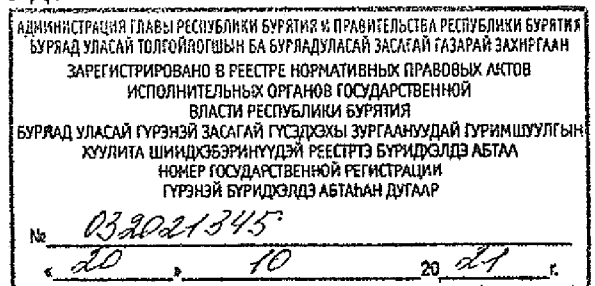 АДМИНИСТРАЦИЯ ГЛАВЫ РЕСПУБЛИКИ БУРЯТИЯ И ПРАВИТЕЛЬСТВА РЕСПУБЛИКИ БУРЯТИЯ
БУРЯАД УЛАСАЙ ТОЛГОЙЛОГШЫН БА БУРЯАДУЛАСАЙ ЗАСАГАЙ ГАЗАРАЙ ЗАХИРГААН
ЗАРЕГИСТРИРОВАНО В РЕЕСТРЕ НОРМАТИВНЫХ ПРАВОВЫХ АКТОВ
ИСПОЛНИТЕЛЬНЫХ ОРГАНОВ ГОСУДАРСТВЕННОЙ
ВЛАСТИ РЕСПУБЛИКИ БУРЯТИЯ
БУРЯАД УЛАСАЙ ГҮРЭНЭЙ ЗАСАГАЙ ГҮСЭДХЭХЫ ЗУРГААНУУДАЙ ГУРИМШУУЛГЫН
ХУУЛИТА ШИИДХЭБЭРИНҮҮДЭЙ РЕЕСТРТЭ БҮРИДХЭЛДЭ АБТАА
НОМЕР ГОСУДАРСТВЕННОЙ РЕГИСТРАЦИИ
ГҮРЭНЭЙ БҮРИДХЭЛДЭ АБТАҺАН ДУГААР
№ 032021345
« 20 » 10 20 21 г.